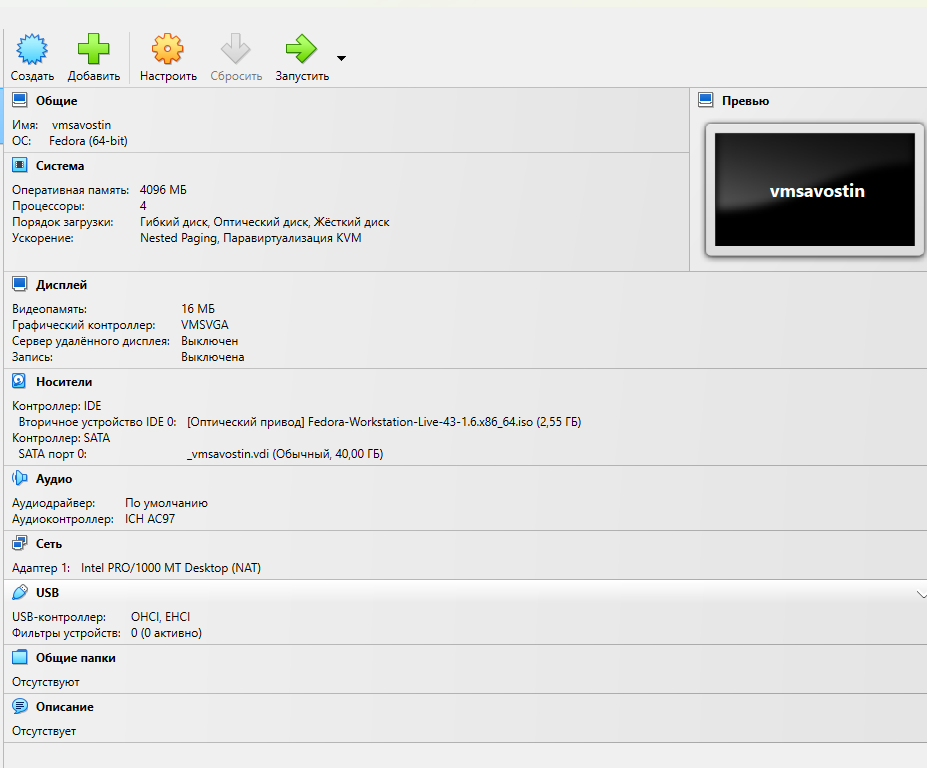 Создать Добавить Настроить Сбросить Запустить
Общие
Имя: vmsavostin
ОС: Fedora (64-bit)
Превью
vmsavostin
Система
Оперативная память: 4096 МБ
Процессоры: 4
Порядок загрузки: Гибкий диск, Оптический диск, Жёсткий диск
Ускорение: Nested Paging, Паравиртуализация KVM
Дисплей
Видеопамять: 16 МБ
Графический контроллер: VMSVGA
Сервер удалённого дисплея: Выключен
Запись: Выключена
Носители
Контроллер: IDE
Вторичное устройство IDE 0: [Оптический привод] Fedora-Workstation-Live-43-1.6.x86_64.iso (2,55 ГБ)
Контроллер: SATA
SATA порт 0: _vmsavostin.vdi (Обычный, 40,00 ГБ)
Аудио
Аудиодрайвер: По умолчанию
Аудиоконтроллер: ICH AC97
Сеть
Адаптер 1: Intel PRO/1000 MT Desktop (NAT)
USB
USB-контроллер: OHCI, EHCI
Фильтры устройств: 0 (0 активно)
Общие папки
Отсутствуют
Описание
Отсутствует